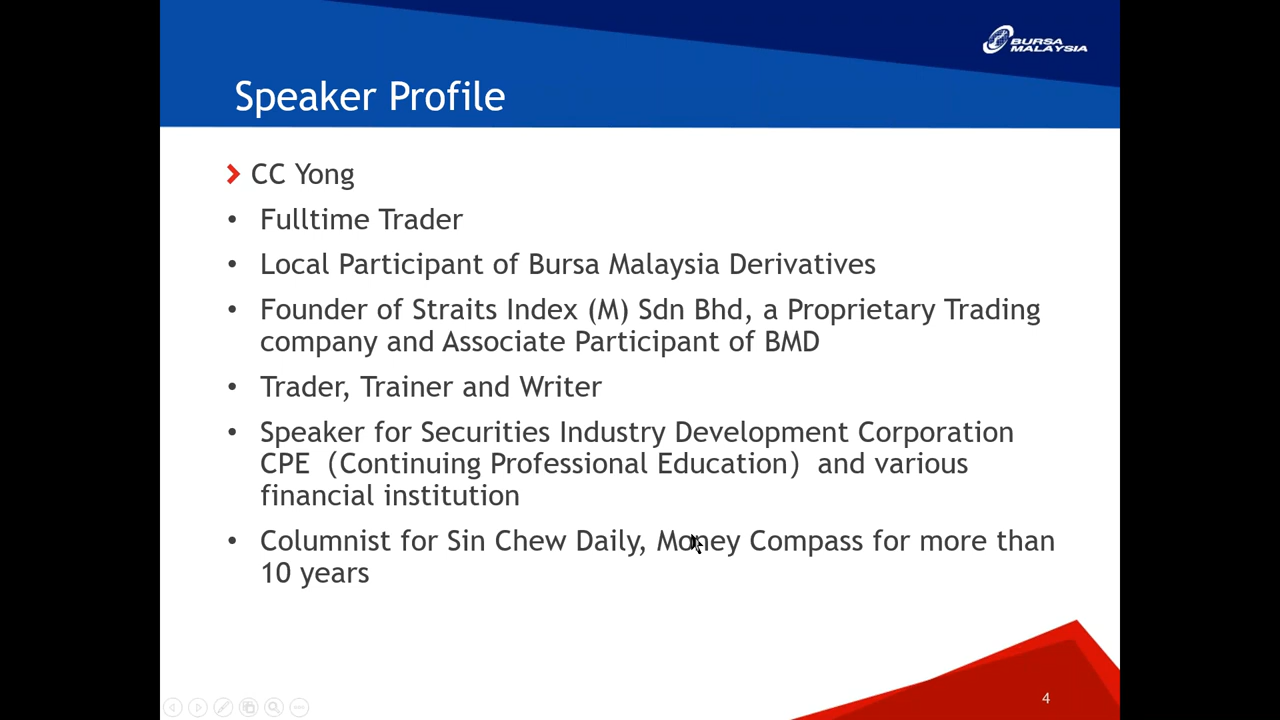 BURSA
MALAYSIA
Speaker Profile
CC Yong
• Fulltime Trader
• Local Participant of Bursa Malaysia Derivatives
• Founder of Straits Index (M) Sdn Bhd, a Proprietary Trading
company and Associate Participant of BMD
• Trader, Trainer and Writer
• Speaker for Securities Industry Development Corporation
CPE（Continuing Professional Education） and various
financial institution
• Columnist for Sin Chew Daily, Money Compass for more than
10 years
4